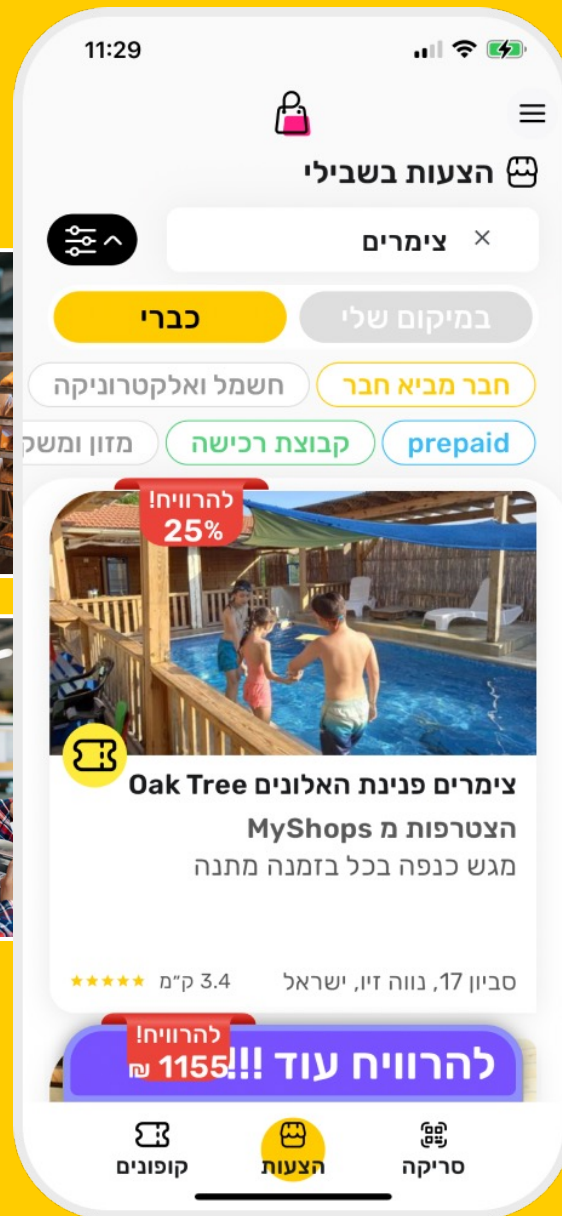 11:29
הצעות בשבילי
צימרים
במיקום שלי
כברי
חבר מביא חבר
חשמל ואלקטרוניקה
prepaid
קבוצת רכישה
מזון ומשק
להרוויח!
25%
צימרים פנינת האלונים Oak Tree
הצטרפות מ MyShops
מגש כנפה בכל בזמנה מתנה
סביון 17, נווה זיו, ישראל
3.4 ק״מ
להרוויח!
1155 ₪
להרוויח עוד !!!
סריקה
הצעות
קופונים